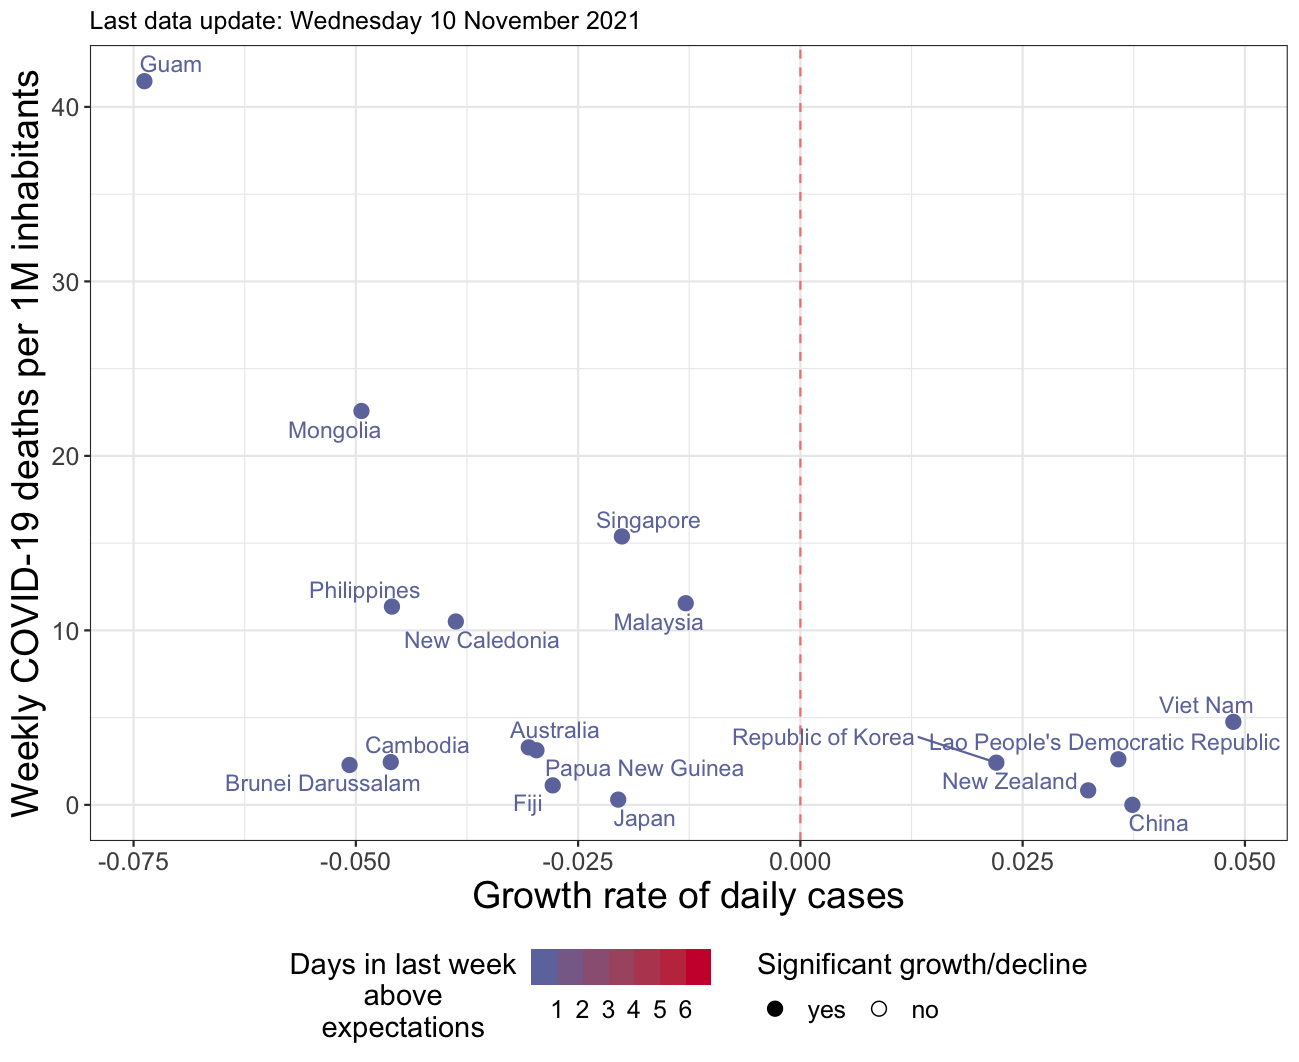 Last data update: Wednesday 10 November 2021
Weekly COVID-19 deaths per 1M inhabitants
40
30
20
10
0
Guam
Mongolia
Singapore
Philippines
Malaysia
New Caledonia
Viet Nam
Australia
Republic of Korea
Lao People's Democratic Republic
Cambodia
Papua New Guinea
Brunei Darussalam
New Zealand
Fiji
Japan
China
-0.075 -0.050 -0.025 0.000 0.025 0.050
Growth rate of daily cases
Days in last week
above
expectations
1 2 3 4 5 6
Significant growth/decline
yes no